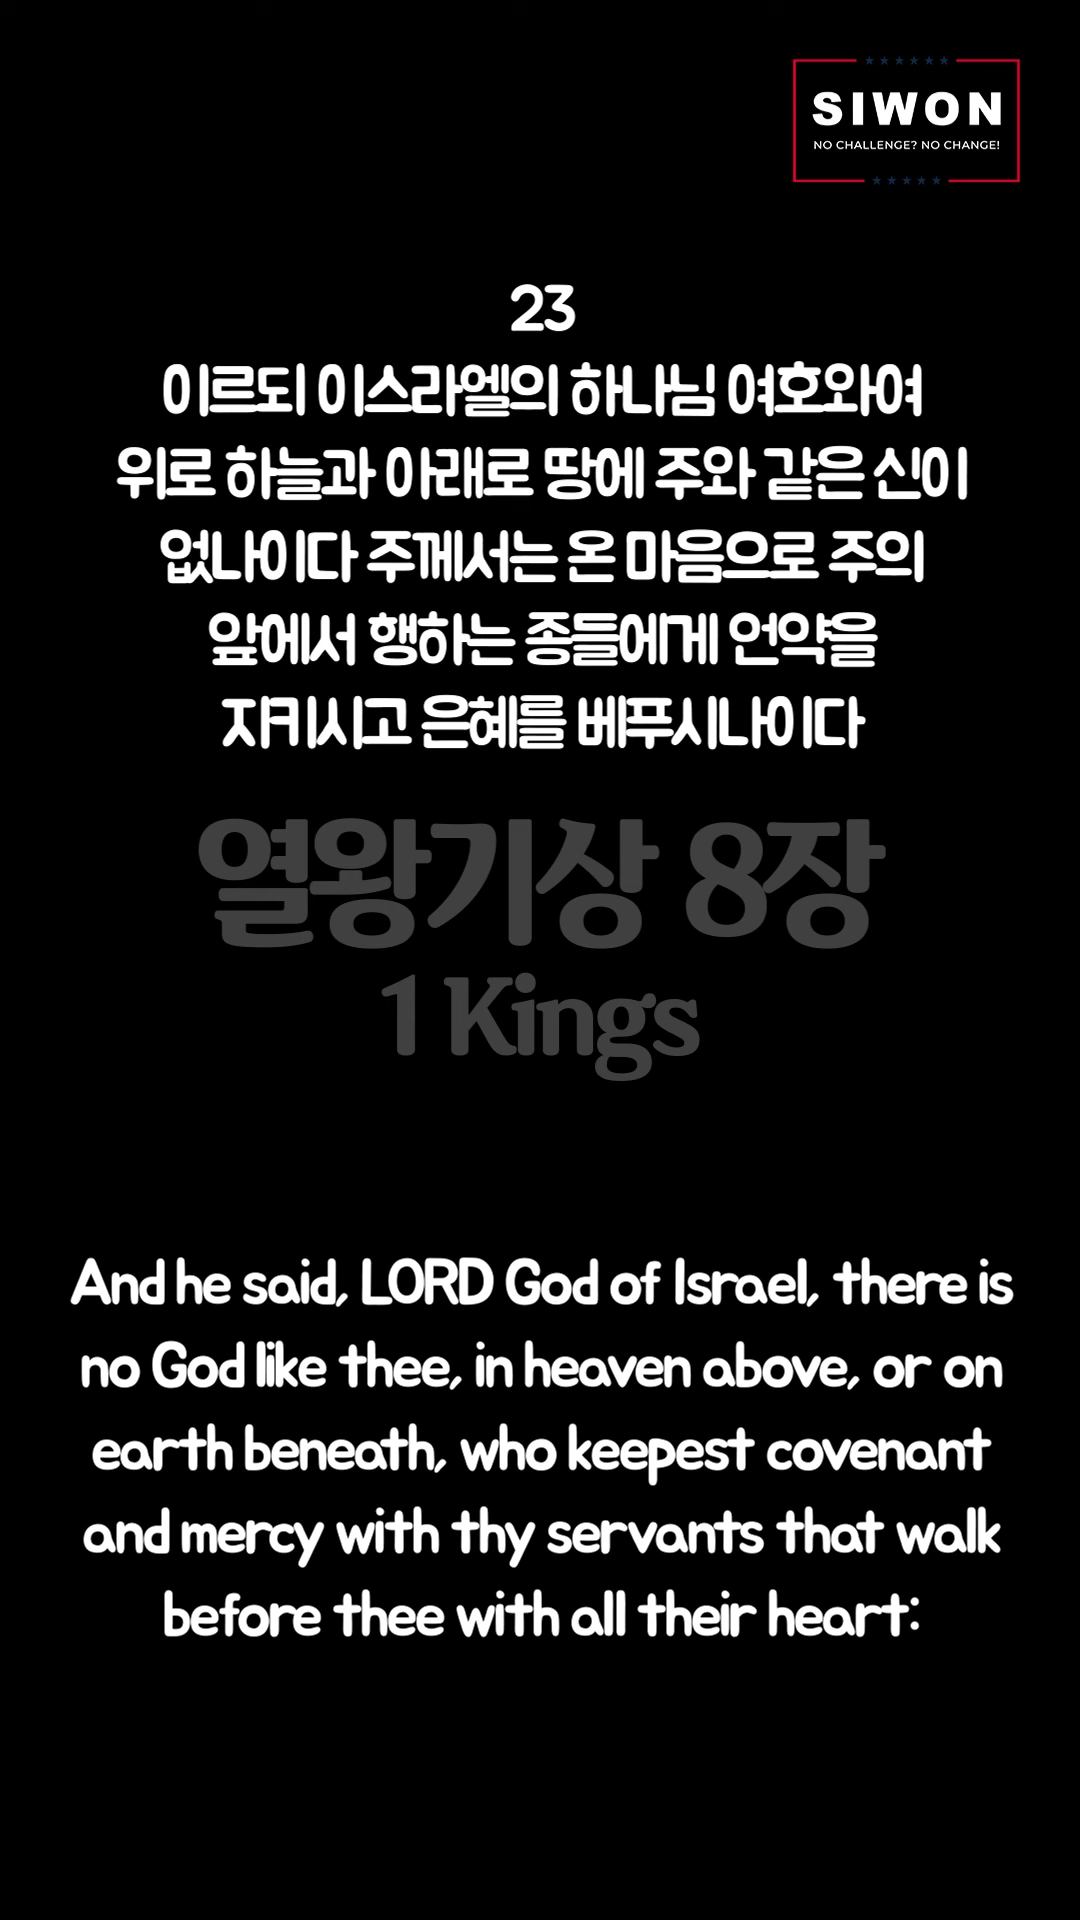 SIWON
NO CHALLENGE? NO CHANGE!
23
이르되 이스라엘의 하나님 여호와여
위로 하늘과 아래로 땅에 주와 같은 신이
없나이다 주께서는 온 마음으로 주의
앞에서 행하는 종들에게 언약을
지키시고 은혜를 베푸시나이다
열왕기상 8장
1 Kings
And he said, LORD God of Israel, there is
no God like thee, in heaven above, or on
earth beneath, who keepest covenant
and mercy with thy servants that walk
before thee with all their heart: